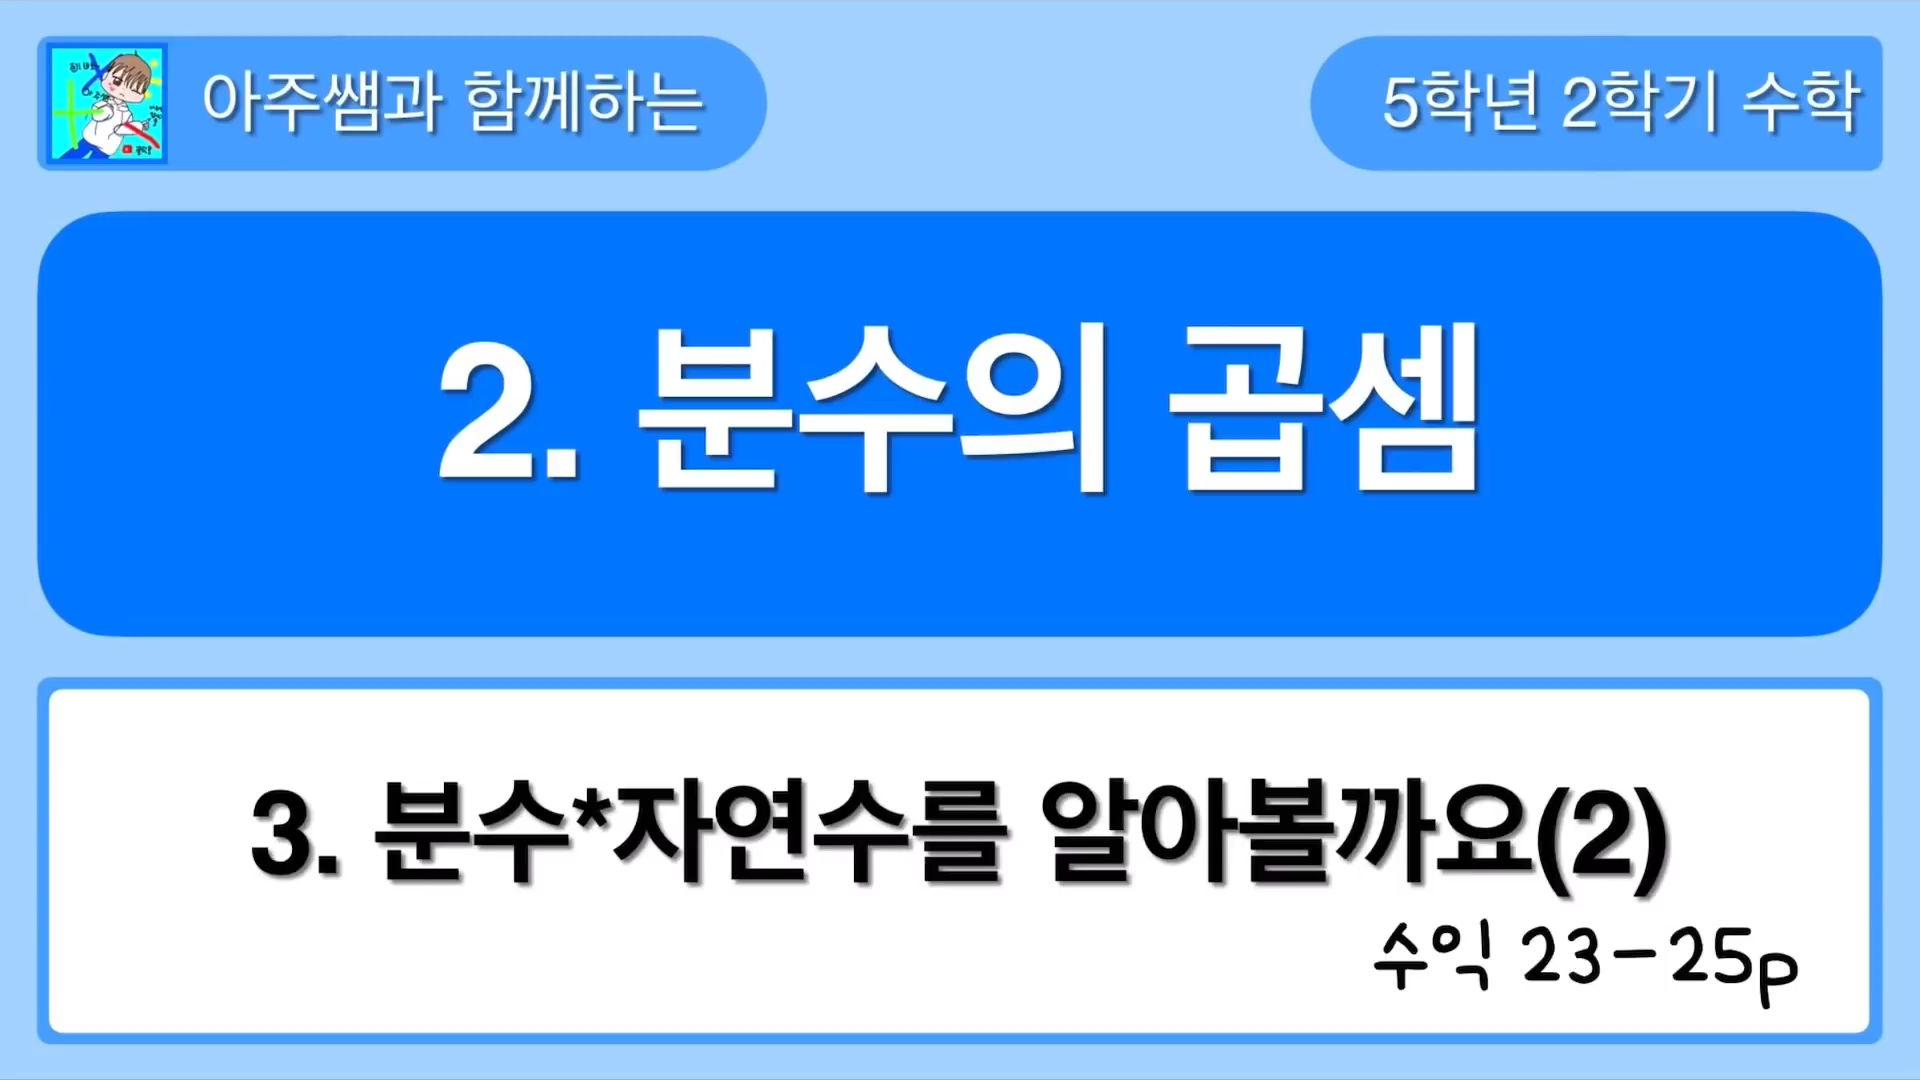 아주쌤과 함께하는
5학년 2학기 수학
2. 분수의 곱셈
3. 분수*자연수를 알아볼까요(2)
수익 23-25p